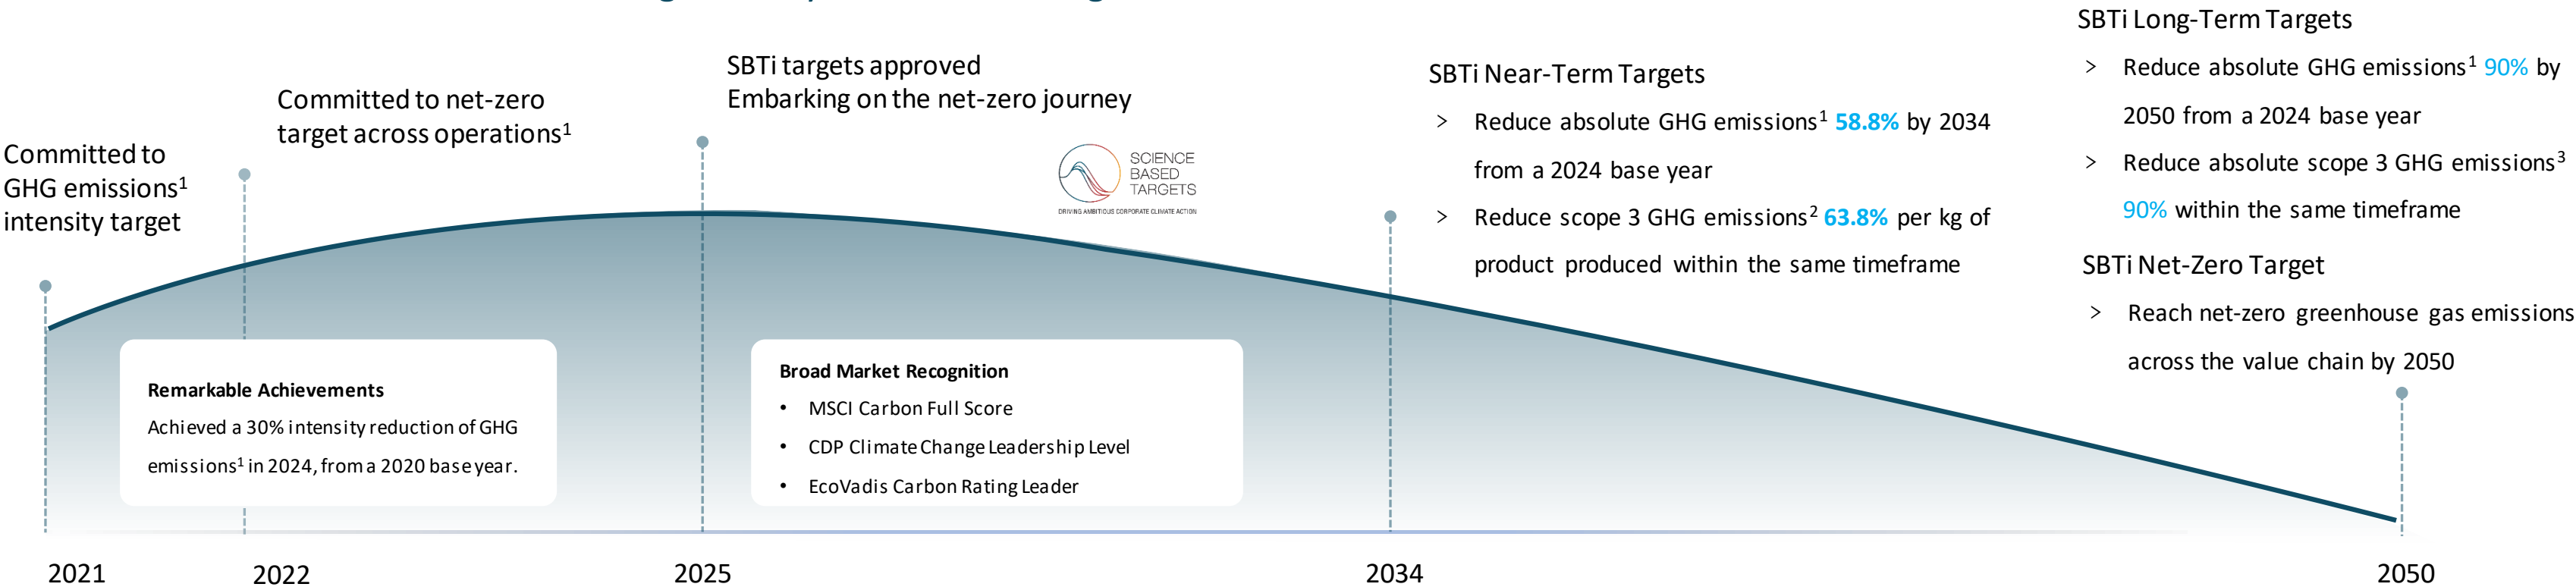 Committed to
GHG emissions¹
intensity target
Committed to net-zero
target across operations¹
SBTi targets approved
Embarking on the net-zero journey
SCIENCE
BASED
TARGETS
DRIVING AMBITIOUS CORPORATE CLIMATE ACTION
SBTi Near-Term Targets
> Reduce absolute GHG emissions¹ 58.8% by 2034
from a 2024 base year
> Reduce scope 3 GHG emissions² 63.8% per kg of
product produced within the same timeframe
SBTi Long-Term Targets
> Reduce absolute GHG emissions¹ 90% by
2050 from a 2024 base year
> Reduce absolute scope 3 GHG emissions³
90% within the same timeframe
SBTi Net-Zero Target
> Reach net-zero greenhouse gas emissions
across the value chain by 2050
Remarkable Achievements
Achieved a 30% intensity reduction of GHG
emissions¹ in 2024, from a 2020 base year.
Broad Market Recognition
• MSCI Carbon Full Score
• CDP Climate Change Leadership Level
• EcoVadis Carbon Rating Leader
2021
2022
2025
2034
2050